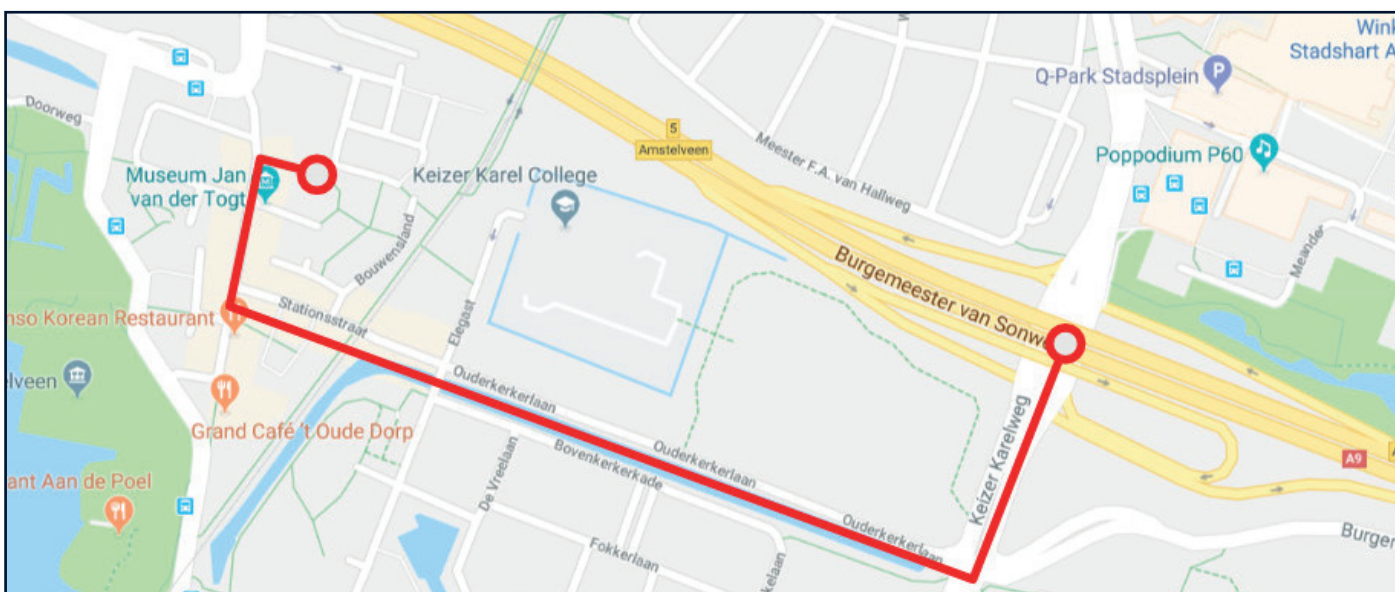 Wink
Stadshart A
Q-Park Stadsplein
P
Doorweg
5
Amstelveen
Meester F.A. van Hallweg
Poppodium P60
Museum Jan
van der Togt
Keizer Karel College
Bouwensland
Meander
Burgemeester van Sonw
Stationsstraat
nso Korean Restaurant
Elegast
elveen
Ouderkerkerlaan
Keizer Karelweg
Grand Café 't Oude Dorp
Ouderkerkerlaan
Bovenkerkerkade
De Vreelaan
A9
ant Aan de Poel
Ouderkerkerlaan
Fokkerlaan
kelaan
Burger